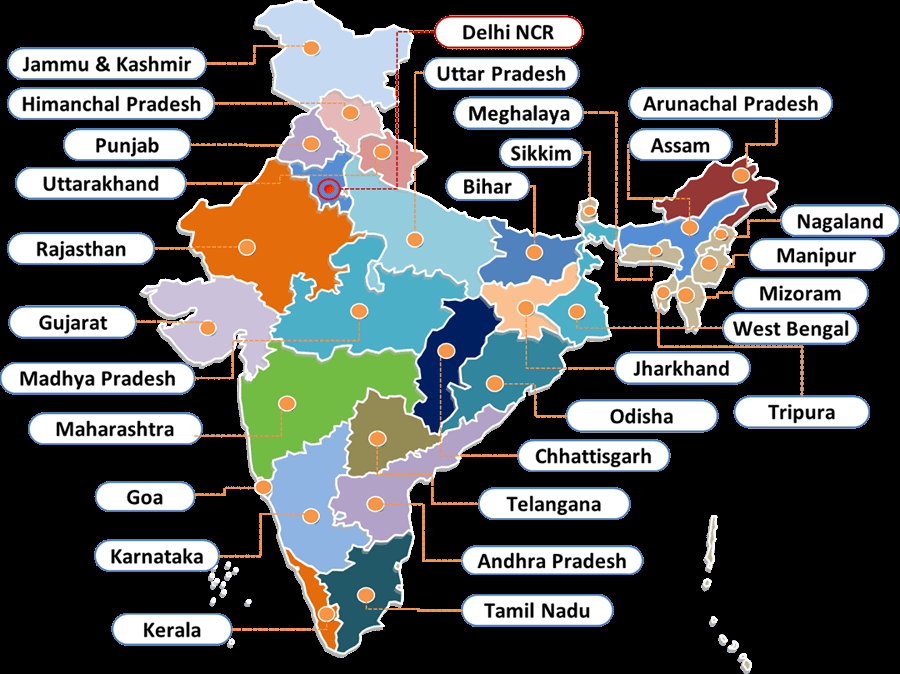 Delhi NCR
Jammu & Kashmir
Uttar Pradesh
Himanchal Pradesh
Meghalaya
Arunachal Pradesh
Punjab
Sikkim
Assam
Uttarakhand
Bihar
Rajasthan
Nagaland
Manipur
Mizoram
Gujarat
West Bengal
Madhya Pradesh
Jharkhand
Maharashtra
Odisha
Tripura
Chhattisgarh
Goa
Telangana
Karnataka
Andhra Pradesh
Tamil Nadu
Kerala